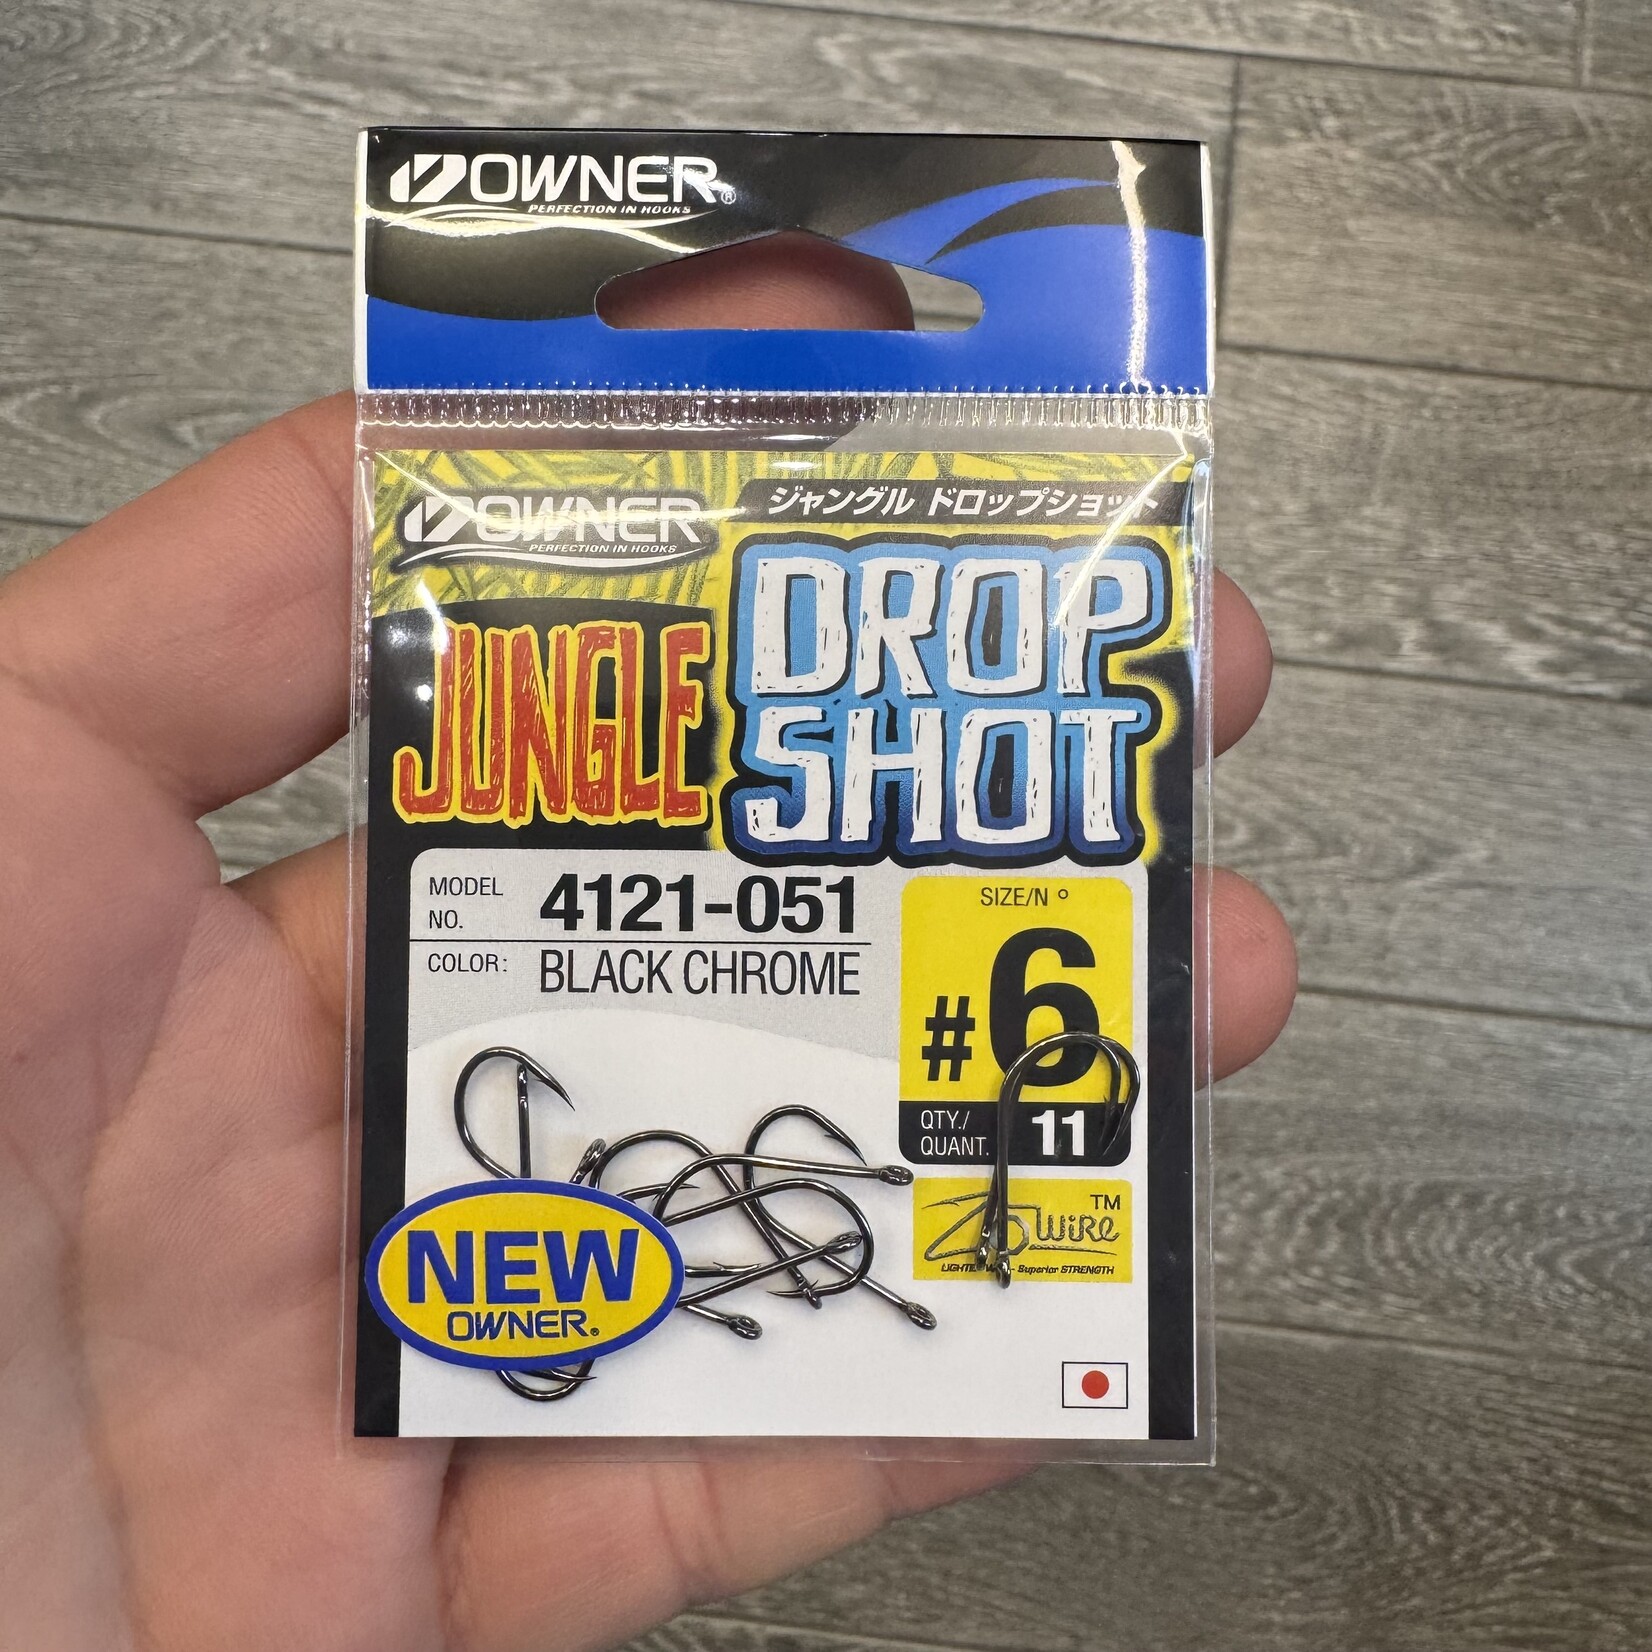 OWNER®
PERFECTION IN HOOKS
OWNER
PERFECTION IN HOOKS
ジャングル ドロップショット
JUNGLE
DROP
SHOT
MODEL NO. 4121-051
COLOR: BLACK CHROME
SIZE/N°
#6
QTY./QUANT. 11
Wire™
Superior STRENGTH
NEW
OWNER®